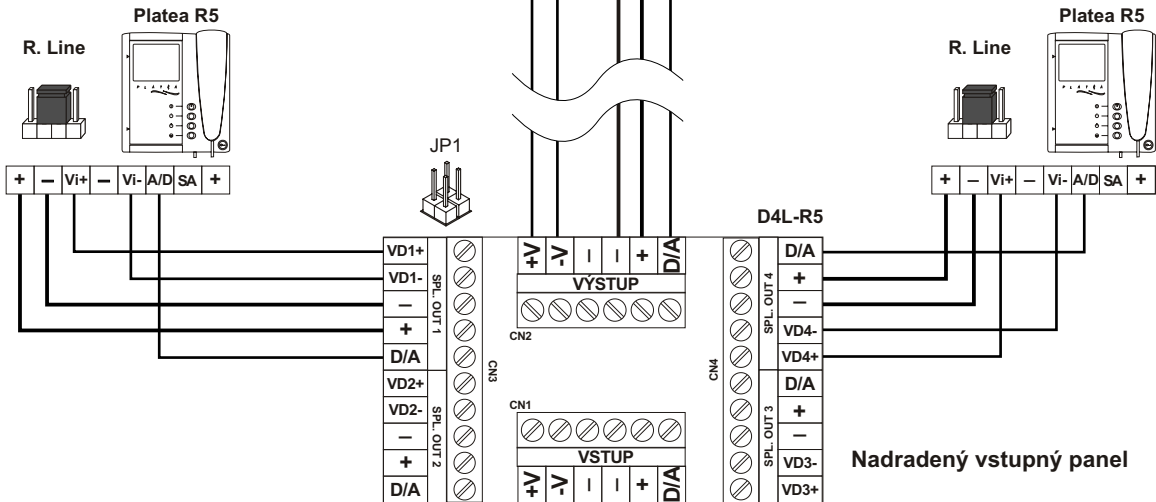 Platea R5
R. Line
PLATEA
+ – Vi+ – Vi- A/D SA +
Platea R5
R. Line
PLATEA
+ – Vi+ – Vi- A/D SA +
JP1
D4L-R5
VD1+
VD1-
–
+
D/A
SPL. OUT 1
VD2+
VD2-
–
+
D/A
SPL. OUT 2
CN3
+V -V – – + D/A
VÝSTUP
CN2
CN1
VSTUP
+V -V – – + D/A
CN4
D/A
+
–
VD4-
VD4+
SPL. OUT 4
D/A
+
–
VD3-
VD3+
SPL. OUT 3
Nadradený vstupný panel